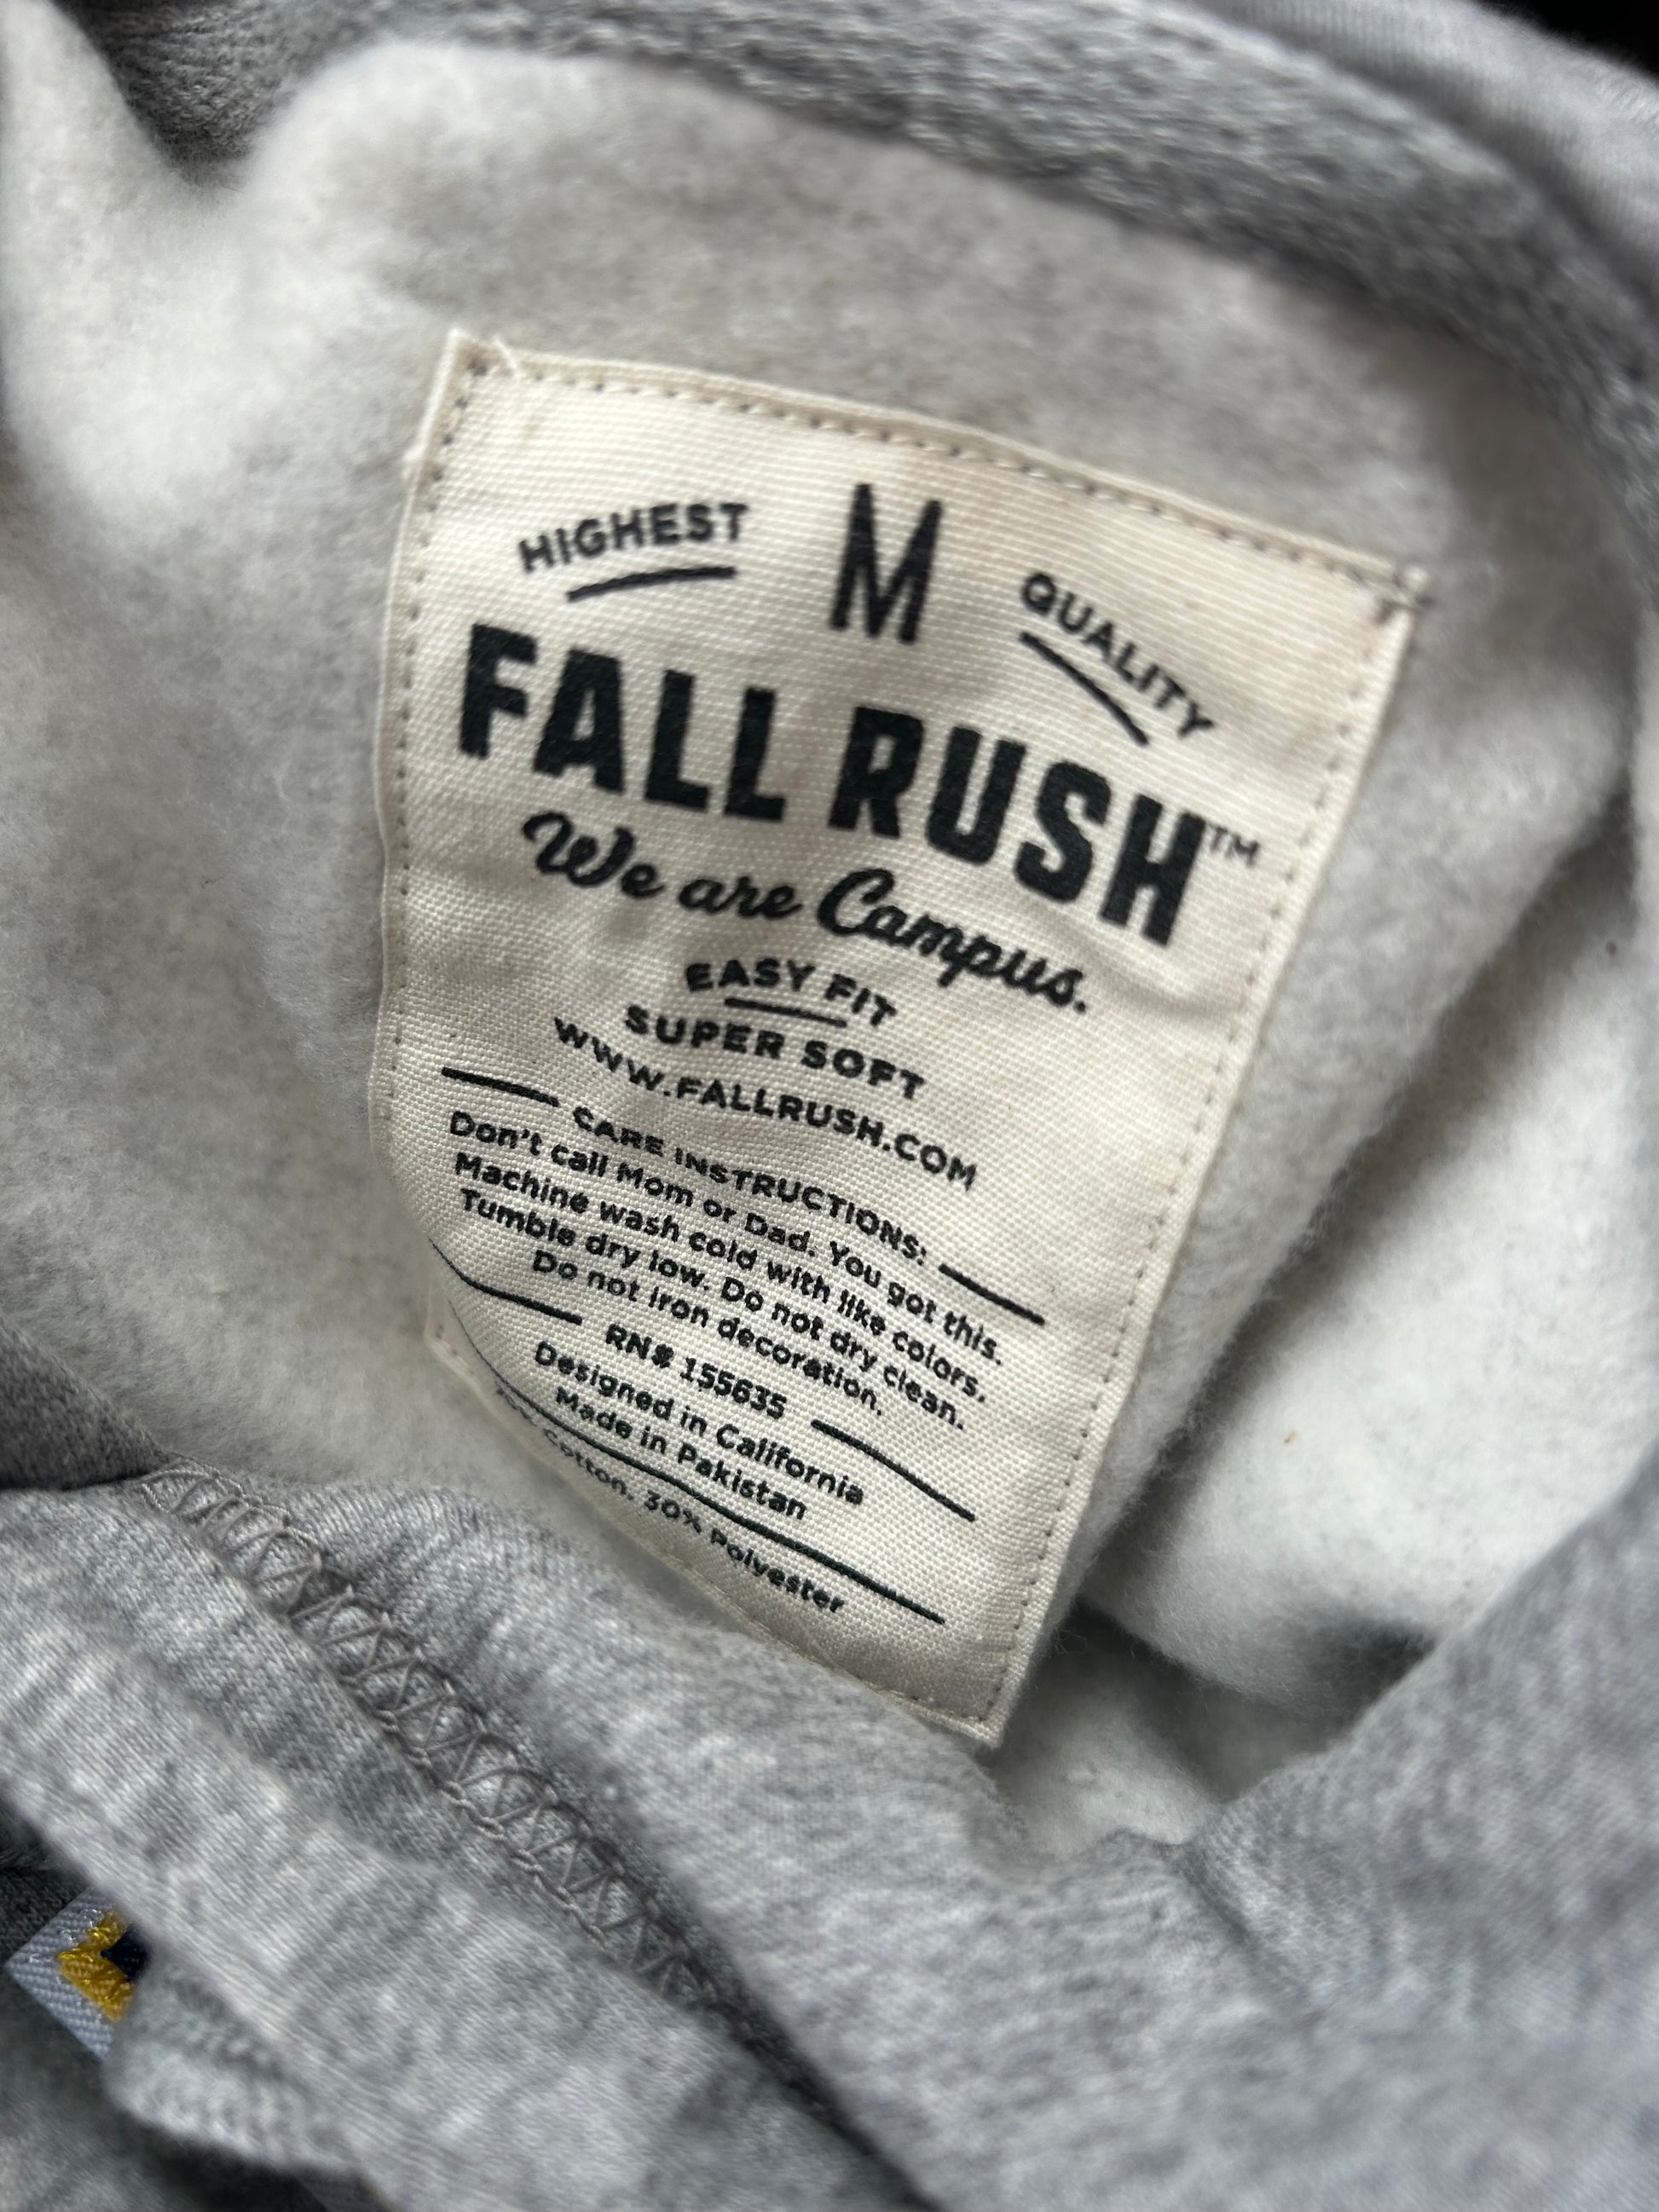 HIGHEST M QUALITY
FALL RUSH™
We are Campus.
EASY FIT
SUPER SOFT
WWW.FALLRUSH.COM
CARE INSTRUCTIONS:
Don't call Mom or Dad. You got this.
Machine wash cold with like colors.
Tumble dry low. Do not dry clean.
Do not iron decoration.
RN# 155635
Designed in California
Made in Pakistan
Cotton. 30% Polyester